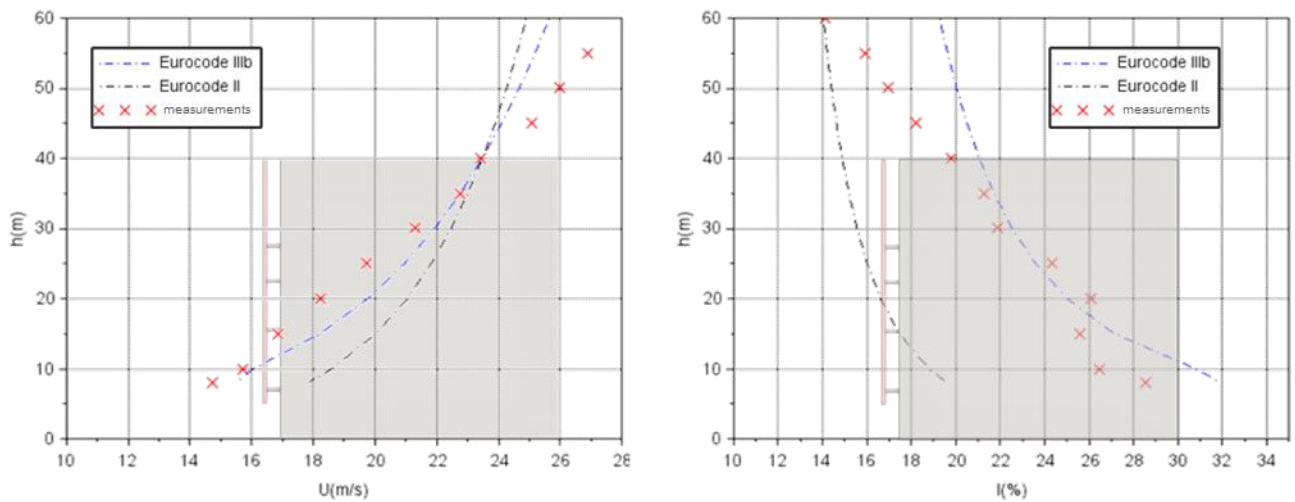 60
50
40
30
20
10
0
h(m)
Eurocode IIIb
Eurocode II
measurements
10 12 14 16 18 20 22 24 26 28
U(m/s)
60
50
40
30
20
10
0
h(m)
Eurocode IIIb
Eurocode II
measurements
10 12 14 16 18 20 22 24 26 28 30 32 34
I(%)